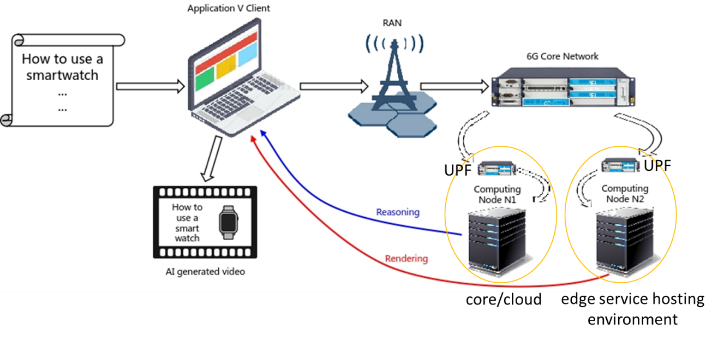 Application V Client
RAN
6G Core Network
How to use a
smartwatch
...
...
UPF
UPF
Computing
Node N1
Computing
Node N2
How to
use a
smart
watch
Reasoning
Rendering
AI generated video
core/cloud
edge service hosting
environment